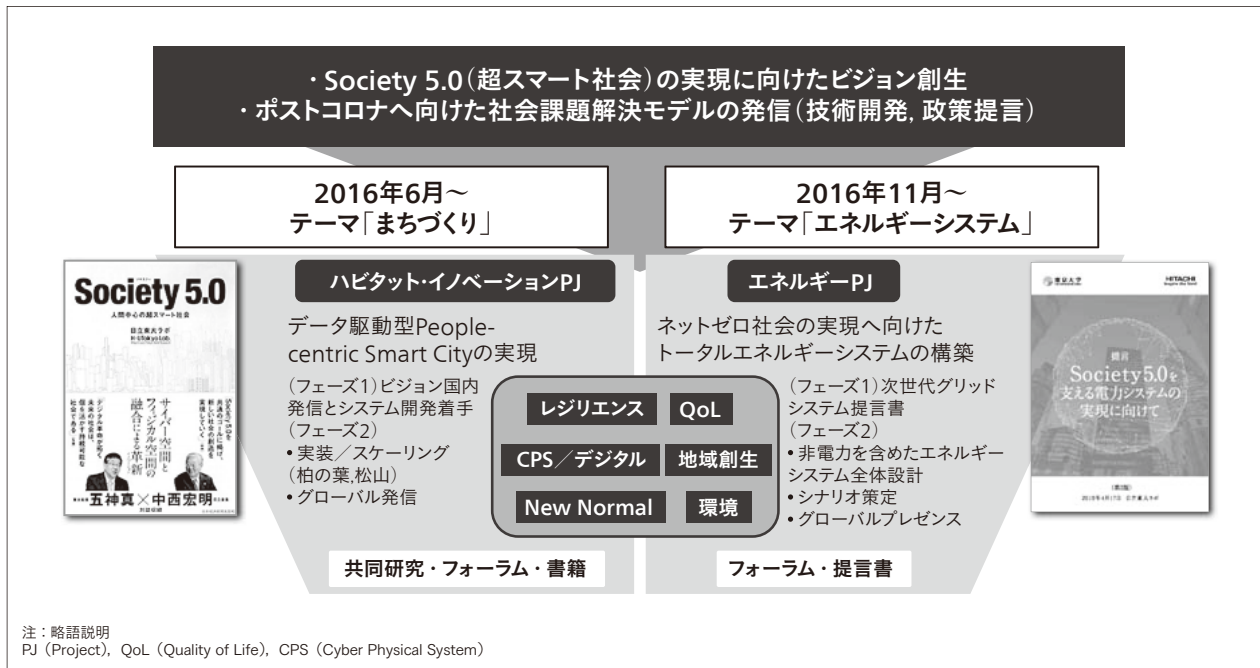 ・Society 5.0(超スマート社会)の実現に向けたビジョン創生
・ポストコロナへ向けた社会課題解決モデルの発信(技術開発, 政策提言)
2016年6月〜
テーマ「まちづくり」
2016年11月〜
テーマ「エネルギーシステム」
Society 5.0
人間中心の超スマート社会
日立東大ラボ
H-UTokyo Lab.
サイバー空間と
フィジカル空間の
融合による革新
五神真×中西宏明
ハビタット・イノベーションPJ
データ駆動型People-
centric Smart Cityの実現
(フェーズ1)ビジョン国内
発信とシステム開発着手
(フェーズ2)
• 実装/スケーリング
(柏の葉,松山)
• グローバル発信
共同研究・フォーラム・書籍
レジリエンス
QoL
CPS/デジタル
地域創生
New Normal
環境
エネルギーPJ
ネットゼロ社会の実現へ向けた
トータルエネルギーシステムの構築
(フェーズ1)次世代グリッド
システム提言書
(フェーズ2)
• 非電力を含めたエネルギー
システム全体設計
• シナリオ策定
• グローバルプレゼンス
フォーラム・提言書
東京大学
HITACHI
Inspire the Next
提言
Society 5.0を
支える電力システムの
実現に向けて
日立東大ラボ
注:略語説明
PJ(Project),QoL(Quality of Life),CPS(Cyber Physical System)